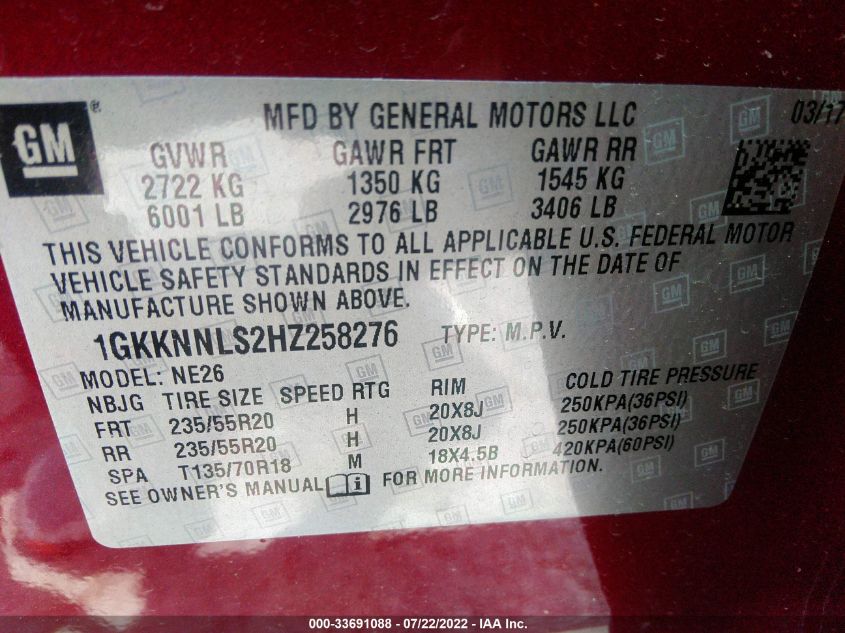 GM®
MFD BY GENERAL MOTORS LLC 03/17
GVWR GAWR FRT GAWR RR
2722 KG 1350 KG 1545 KG
6001 LB 2976 LB 3406 LB
THIS VEHICLE CONFORMS TO ALL APPLICABLE U.S. FEDERAL MOTOR
VEHICLE SAFETY STANDARDS IN EFFECT ON THE DATE OF
MANUFACTURE SHOWN ABOVE.
1GKKNNLS2HZ258276 TYPE: M.P.V.
MODEL: NE26
NBJG TIRE SIZE SPEED RTG RIM COLD TIRE PRESSURE
FRT 235/55R20 H 20X8J 250KPA(36PSI)
RR 235/55R20 H 20X8J 250KPA(36PSI)
SPA T135/70R18 M 18X4.5B 420KPA(60PSI)
SEE OWNER'S MANUAL i FOR MORE INFORMATION.
000-33691088 - 07/22/2022 - IAA Inc.